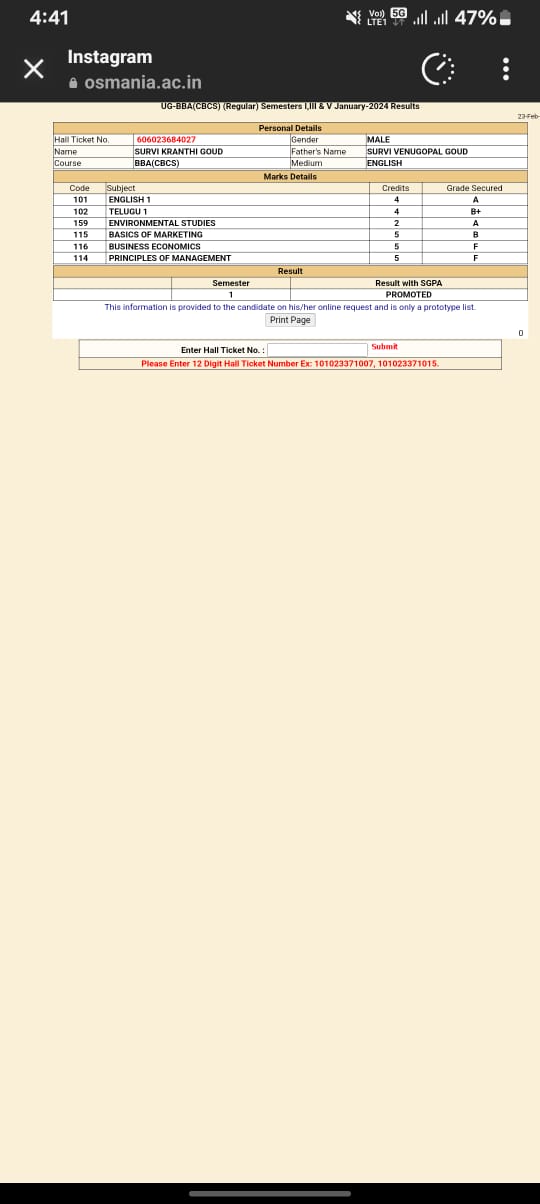 4:41 Vo)) LTE1 5G 47%
Instagram
osmania.ac.in
UG-BBA(CBCS) (Regular) Semesters I,III & V January-2024 Results
23-Feb-
Personal Details
Hall Ticket No. 606023684027 Gender MALE
Name SURVI KRANTHI GOUD Father's Name SURVI VENUGOPAL GOUD
Course BBA(CBCS) Medium ENGLISH
Marks Details
Code Subject Credits Grade Secured
101 ENGLISH 1 4 A
102 TELUGU 1 4 B+
159 ENVIRONMENTAL STUDIES 2 A
115 BASICS OF MARKETING 5 B
116 BUSINESS ECONOMICS 5 F
114 PRINCIPLES OF MANAGEMENT 5 F
Result
Semester Result with SGPA
1 PROMOTED
This information is provided to the candidate on his/her online request and is only a prototype list.
Print Page
0
Enter Hall Ticket No. : Submit
Please Enter 12 Digit Hall Ticket Number Ex: 101023371007, 101023371015.